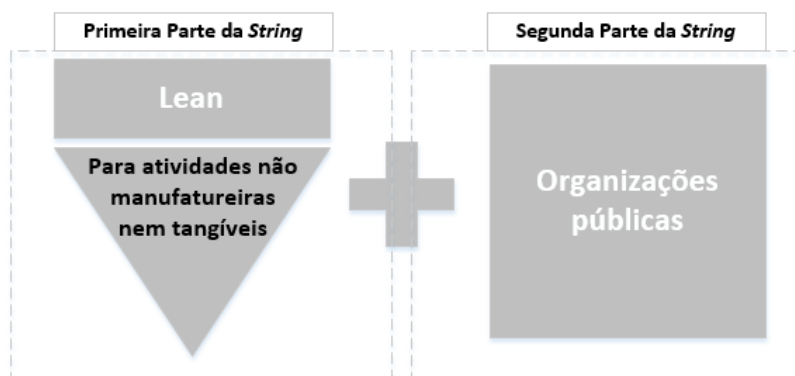 Primeira Parte da String
Segunda Parte da String
Lean
Para atividades não
manufatureiras
nem tangíveis
Organizações
públicas